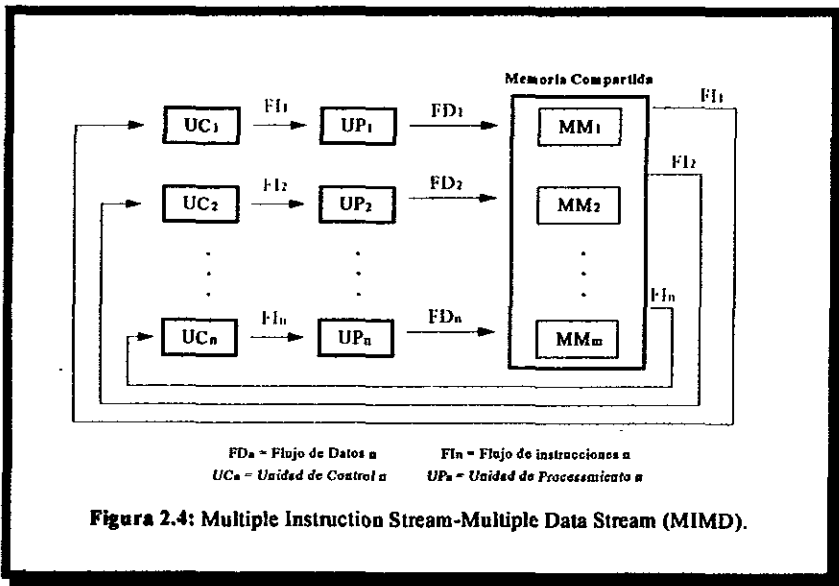 Memoria Compartida
FI1 FD1 FI1
UC1 UP1 MM1
FI2 FD2 FI2
UC2 UP2 MM2
FIn FDn FIn
UCn UPn MMm
FDn = Flujo de Datos n FIn = Flujo de instrucciones n
UCn = Unidad de Control n UPn = Unidad de Procesamiento n
Figura 2.4: Multiple Instruction Stream-Multiple Data Stream (MIMD).